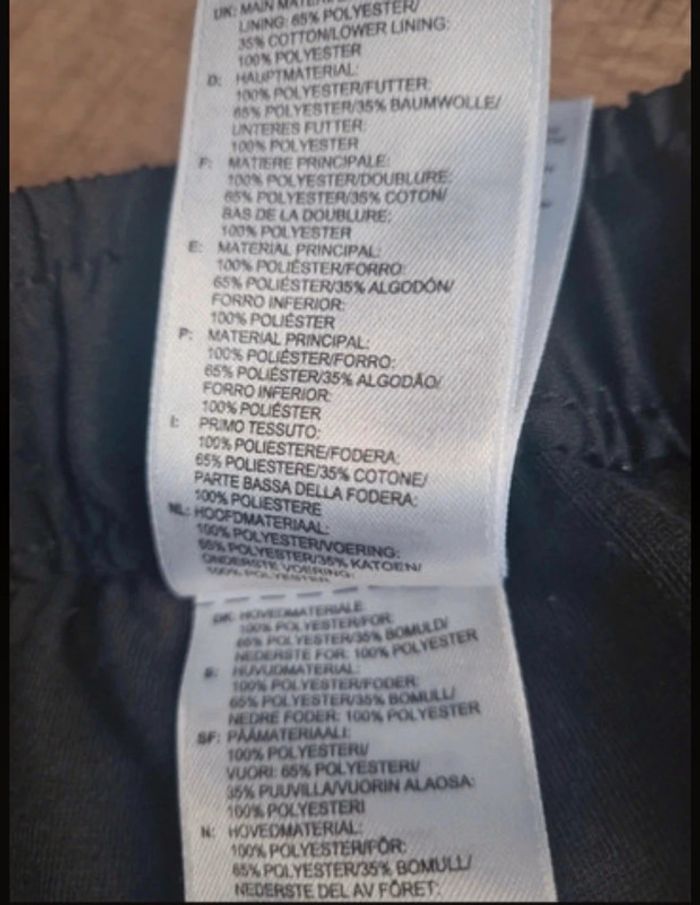 UK: MAIN MATERIAL:
LINING: 65% POLYESTER/
35% COTTON/LOWER LINING:
100% POLYESTER
D: HAUPTMATERIAL:
100% POLYESTER/FUTTER:
65% POLYESTER/35% BAUMWOLLE/
UNTERES FUTTER:
100% POLYESTER
F: MATIERE PRINCIPALE:
100% POLYESTER/DOUBLURE:
65% POLYESTER/35% COTON/
BAS DE LA DOUBLURE:
100% POLYESTER
E: MATERIAL PRINCIPAL:
100% POLIÉSTER/FORRO:
65% POLIÉSTER/35% ALGODÓN/
FORRO INFERIOR:
100% POLIÉSTER
P: MATERIAL PRINCIPAL:
100% POLIÉSTER/FORRO:
65% POLIÉSTER/35% ALGODÃO/
FORRO INFERIOR:
100% POLIÉSTER
I: PRIMO TESSUTO:
100% POLIESTERE/FODERA:
65% POLIESTERE/35% COTONE/
PARTE BASSA DELLA FODERA:
100% POLIESTERE
NL: HOOFDMATERIAAL:
100% POLYESTER/VOERING:
65% POLYESTER/35% KATOEN/
ONDERSTE VOERING:
100% POLYESTER
DK: HOVEDMATERIALE:
100% POLYESTER/FOR:
65% POLYESTER/35% BOMULD/
NEDERSTE FOR: 100% POLYESTER
S: HUVUDMATERIAL:
100% POLYESTER/FODER:
65% POLYESTER/35% BOMULL/
NEDRE FODER: 100% POLYESTER
SF: PÄÄMATERIAALI:
100% POLYESTERI/
VUORI: 65% POLYESTERI/
35% PUUVILLA/VUORIN ALAOSA:
100% POLYESTERI
N: HOVEDMATERIAL:
100% POLYESTER/FÔR:
65% POLYESTER/35% BOMULL/
NEDERSTE DEL AV FÔRET: